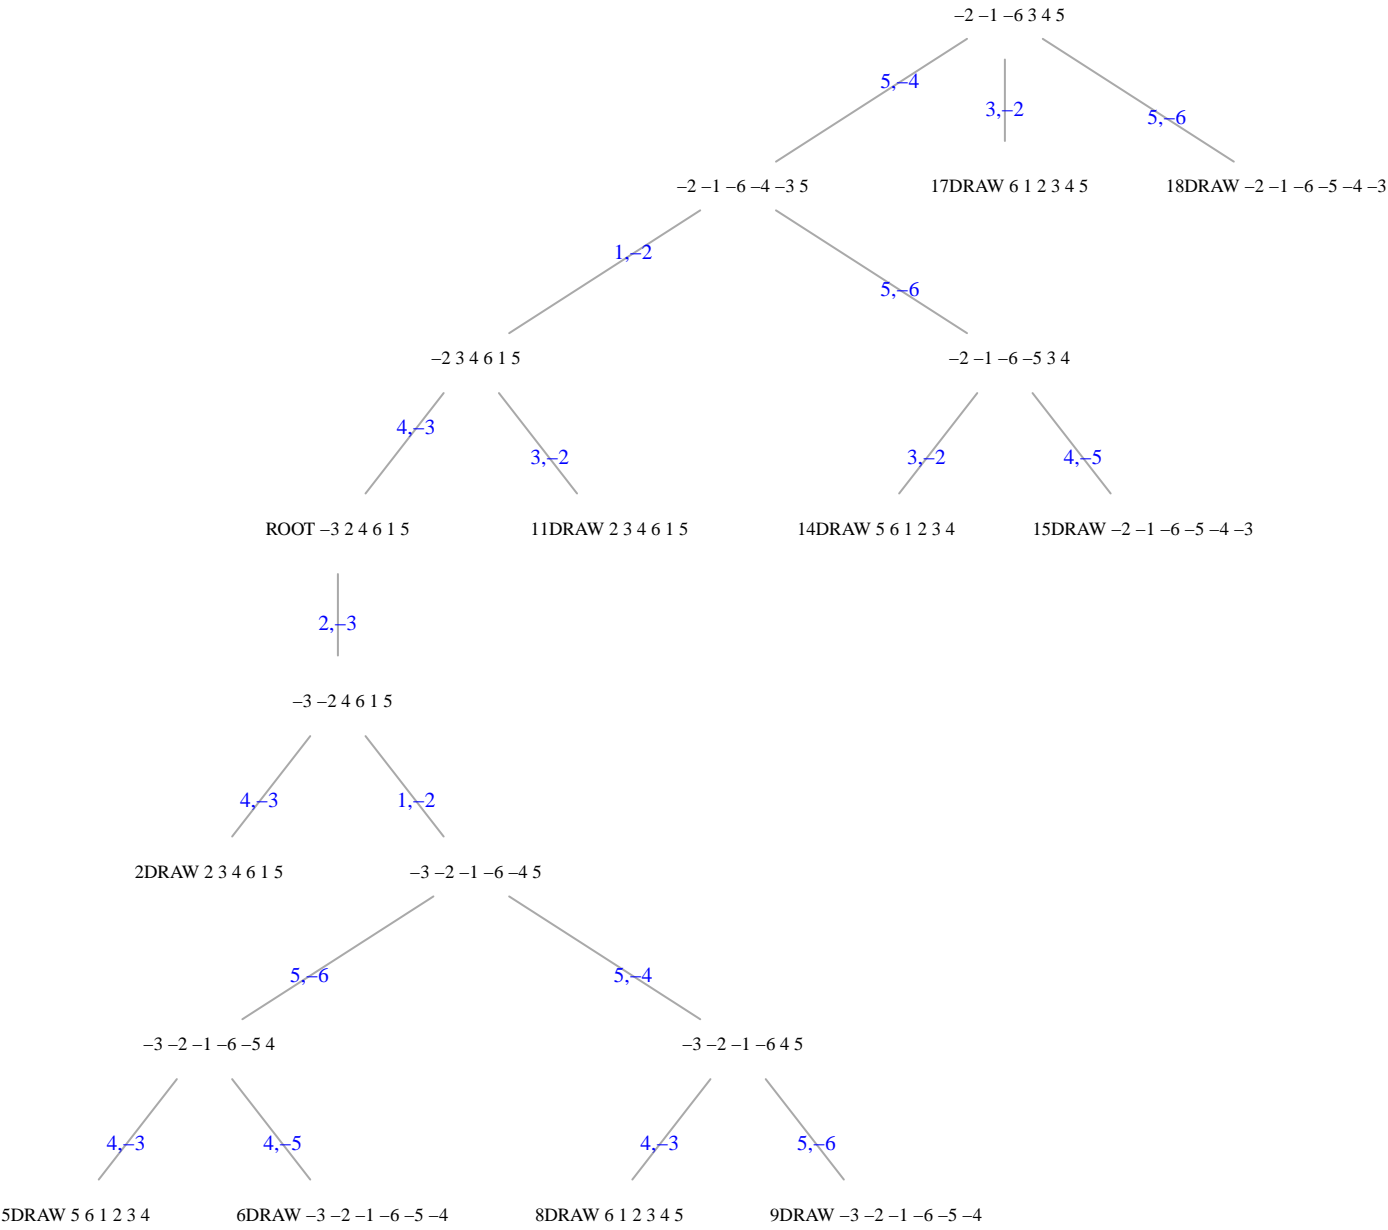 –2 –1 –6 3 4 5
5,–4
3,–2
5,–6
–2 –1 –6 –4 –3 5
17DRAW 6 1 2 3 4 5
18DRAW –2 –1 –6 –5 –4 –3
1,–2
5,–6
–2 3 4 6 1 5
–2 –1 –6 –5 3 4
4,–3
3,–2
3,–2
4,–5
ROOT –3 2 4 6 1 5
11DRAW 2 3 4 6 1 5
14DRAW 5 6 1 2 3 4
15DRAW –2 –1 –6 –5 –4 –3
2,–3
–3 –2 4 6 1 5
4,–3
1,–2
2DRAW 2 3 4 6 1 5
–3 –2 –1 –6 –4 5
5,–6
5,–4
–3 –2 –1 –6 –5 4
–3 –2 –1 –6 4 5
4,–3
4,–5
4,–3
5,–6
5DRAW 5 6 1 2 3 4
6DRAW –3 –2 –1 –6 –5 –4
8DRAW 6 1 2 3 4 5
9DRAW –3 –2 –1 –6 –5 –4